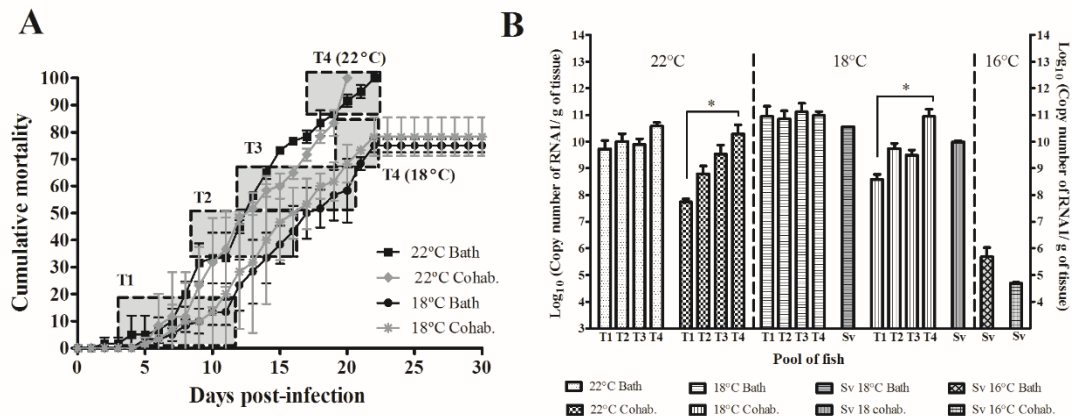 A
Cumulative mortality
100
90
80
70
60
50
40
30
20
10
0
0 5 10 15 20 25 30
Days post-infection
T1
T2
T3
T4 (22°C)
T4 (18°C)
22°C Bath
22°C Cohab.
18°C Bath
18°C Cohab.
B
Log10 (Copy number of RNA1/ g of tissue)
14
13
12
11
10
9
8
7
6
5
4
3
22°C 18°C 16°C
*
*
T1 T2 T3 T4 T1 T2 T3 T4 T1 T2 T3 T4 Sv T1 T2 T3 T4 Sv Sv Sv
Pool of fish
14
13
12
11
10
9
8
7
6
5
4
3
Log10 (Copy number of RNA1/ g of tissue)
22°C Bath 18°C Bath Sv 18°C Bath Sv 16°C Bath
22°C Cohab. 18°C Cohab. Sv 18 cohab. Sv 16°C Cohab.